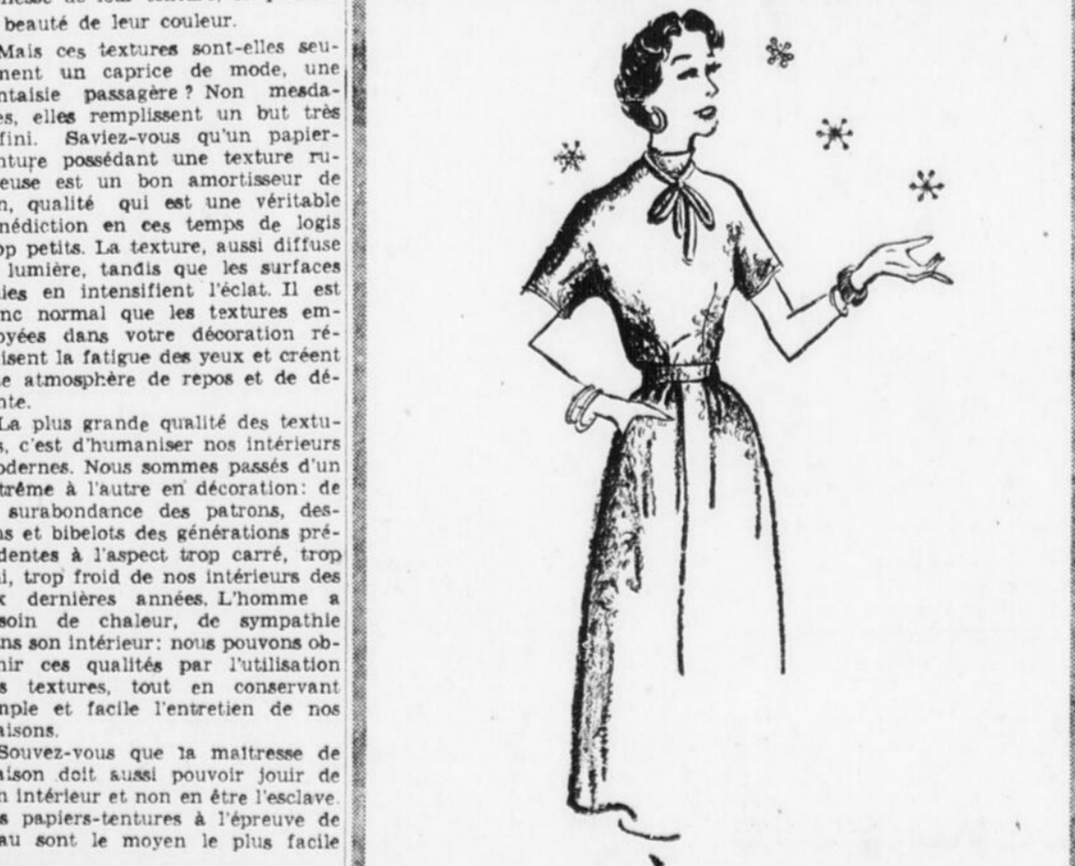 beauté de leur couleur.
Mais ces textures sont-elles seu-
ment un caprice de mode, une
ntaisie passagère? Non mesda-
es, elles remplissent un but très
fini. Saviez-vous qu'un papier-
nture possédant une texture ru-
euse est un bon amortisseur de
n, qualité qui est une véritable
nédiction en ces temps de logis
op petits. La texture, aussi diffuse
lumière, tandis que les surfaces
ies en intensifient l'éclat. Il est
nc normal que les textures em-
oyées dans votre décoration ré-
isent la fatigue des yeux et créent
e atmosphère de repos et de dé-
nte.
La plus grande qualité des textu-
s, c'est d'humaniser nos intérieurs
odernes. Nous sommes passés d'un
trême à l'autre en décoration: de
surabondance des patrons, des-
ns et bibelots des générations pré-
dentes à l'aspect trop carré, trop
i, trop froid de nos intérieurs des
x dernières années. L'homme a
soin de chaleur, de sympathie
ns son intérieur: nous pouvons ob-
nir ces qualités par l'utilisation
s textures, tout en conservant
mple et facile l'entretien de nos
aisons.
Souvez-vous que la maîtresse de
aison doit aussi pouvoir jouir de
n intérieur et non en être l'esclave.
s papiers-tentures à l'épreuve de
au sont le moyen le plus facile